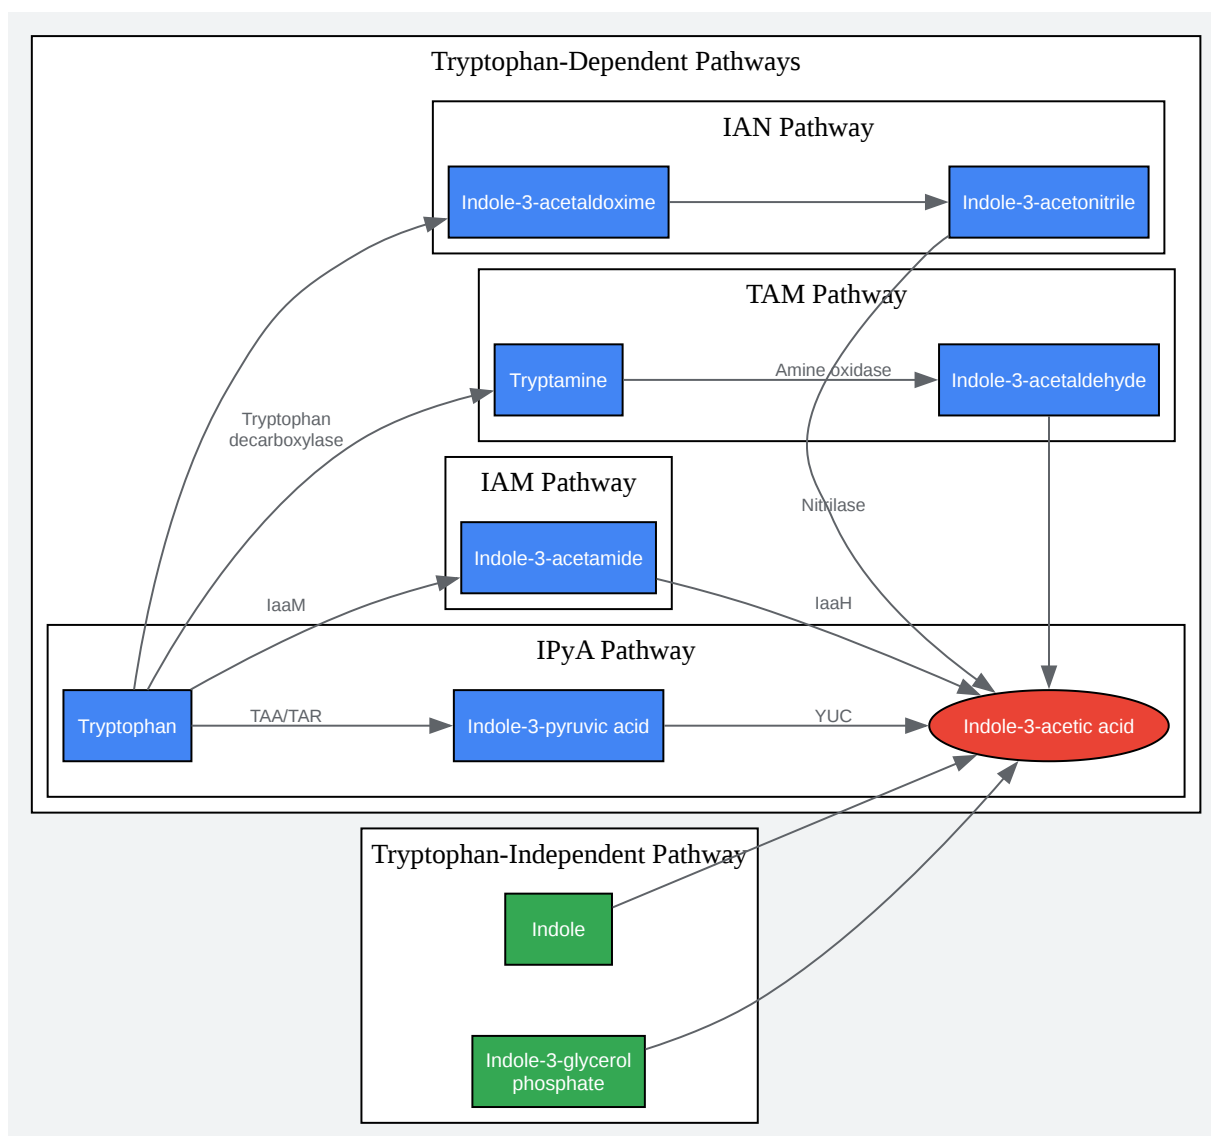 Tryptophan-Dependent Pathways
IAN Pathway
Indole-3-acetaldoxime
Indole-3-acetonitrile
TAM Pathway
Tryptamine
Amine oxidase
Indole-3-acetaldehyde
Tryptophan
decarboxylase
IAM Pathway
Nitrilase
Indole-3-acetamide
IaaM
IaaH
IPyA Pathway
Tryptophan
TAA/TAR
Indole-3-pyruvic acid
YUC
Indole-3-acetic acid
Tryptophan-Independent Pathway
Indole
Indole-3-glycerol
phosphate